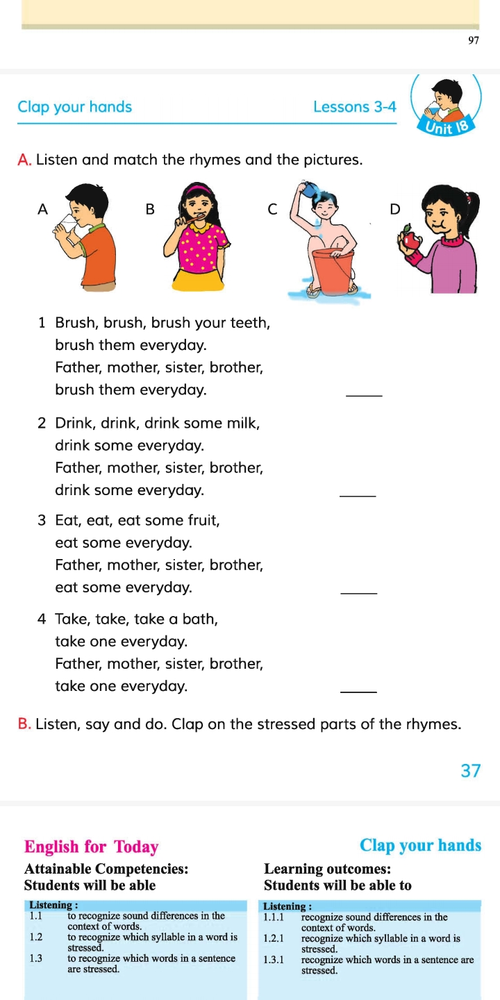 97
Clap your hands Lessons 3-4
Unit 18
A. Listen and match the rhymes and the pictures.
A B C D
1 Brush, brush, brush your teeth,
brush them everyday.
Father, mother, sister, brother,
brush them everyday.
2 Drink, drink, drink some milk,
drink some everyday.
Father, mother, sister, brother,
drink some everyday.
3 Eat, eat, eat some fruit,
eat some everyday.
Father, mother, sister, brother,
eat some everyday.
4 Take, take, take a bath,
take one everyday.
Father, mother, sister, brother,
take one everyday.
B. Listen, say and do. Clap on the stressed parts of the rhymes.
37
English for Today
Clap your hands
Attainable Competencies:
Students will be able
Listening :
1.1 to recognize sound differences in the
context of words.
1.2 to recognize which syllable in a word is
stressed.
1.3 to recognize which words in a sentence
are stressed.
Learning outcomes:
Students will be able to
Listening :
1.1.1 recognize sound differences in the
context of words.
1.2.1 recognize which syllable in a word is
stressed.
1.3.1 recognize which words in a sentence are
stressed.